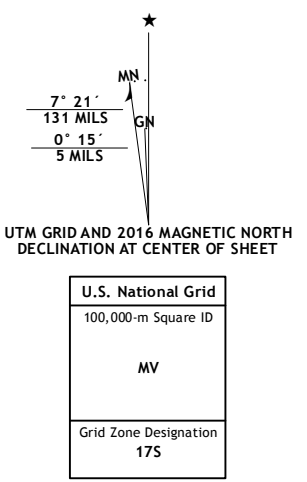 MN
7° 21´
131 MILS
GN
0° 15´
5 MILS
UTM GRID AND 2016 MAGNETIC NORTH
DECLINATION AT CENTER OF SHEET
U.S. National Grid
100,000-m Square ID
MV
Grid Zone Designation
17S